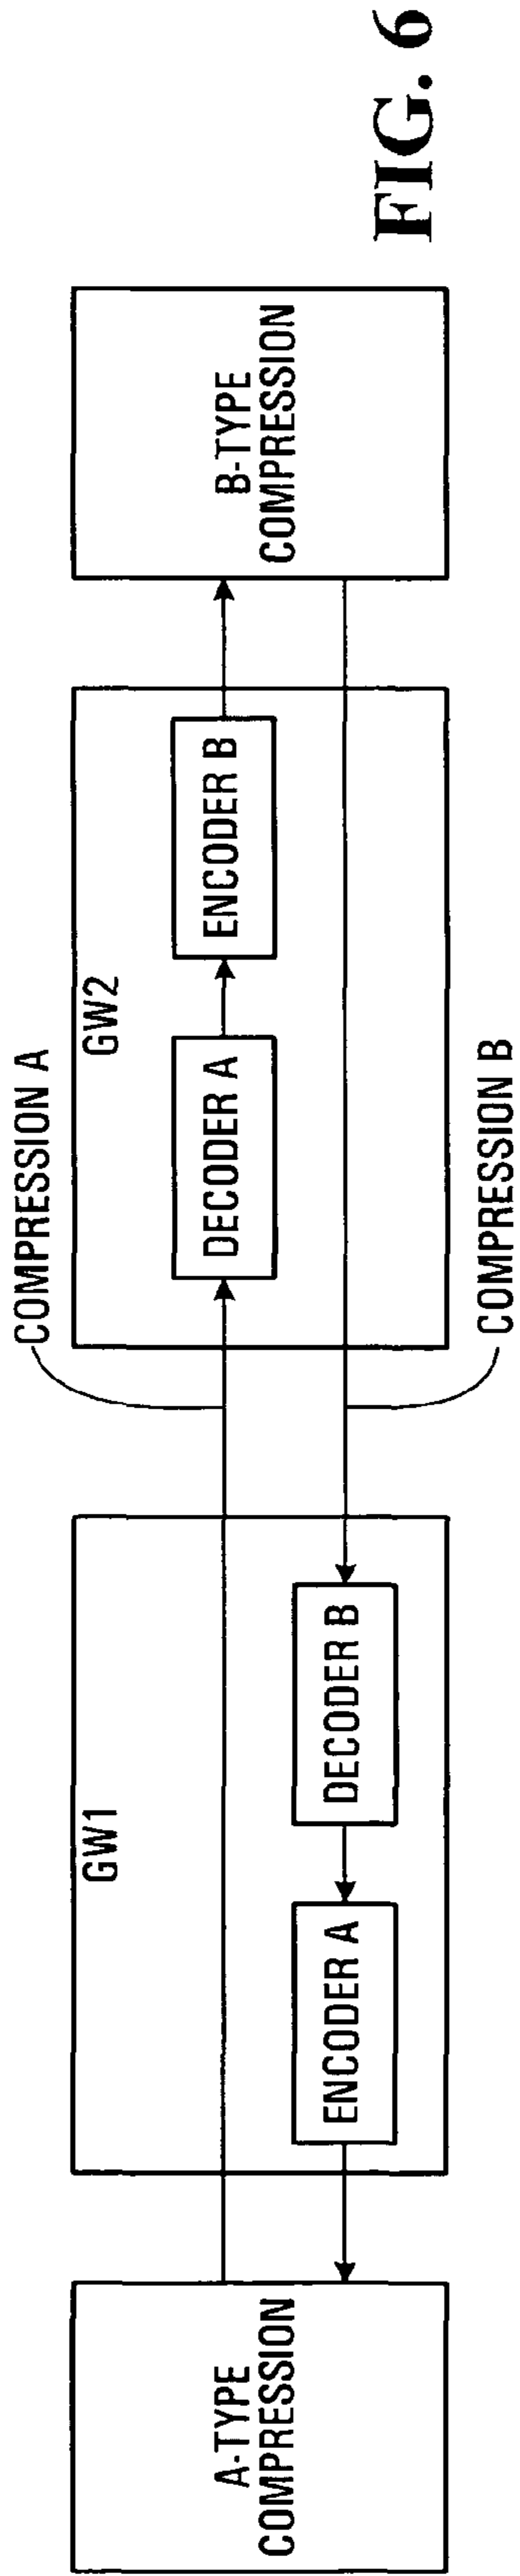 COMPRESSION A
A-TYPE
COMPRESSION
GW1
ENCODER A
DECODER B
GW2
DECODER A
ENCODER B
B-TYPE
COMPRESSION
COMPRESSION B
FIG. 6